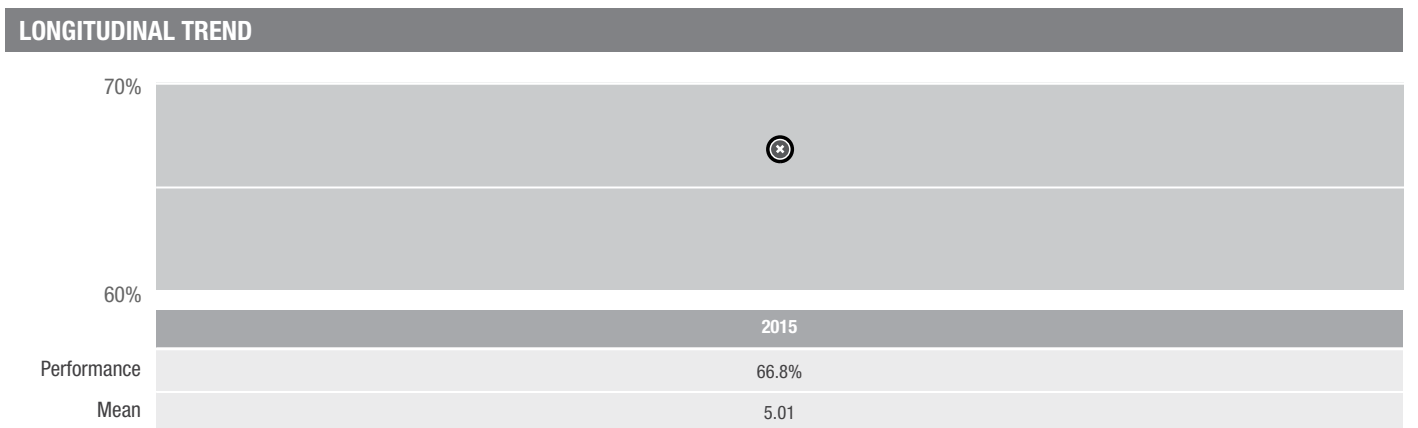 LONGITUDINAL TREND
70%
60%
2015
Performance 66.8%
Mean 5.01